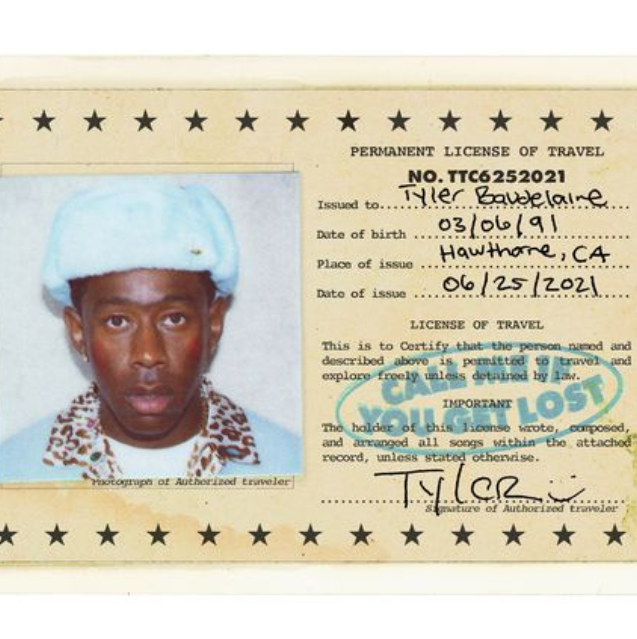 PERMANENT LICENSE OF TRAVEL
NO. TTC6252021
Issued to... Tyler Baudelaire
Date of birth ... 03/06/91
Place of issue ... Hawthorne, CA
Date of issue ... 06/25/2021
LICENSE OF TRAVEL
This is to Certify that the person named and
described above is permitted to travel and
explore freely unless detained by law.
CALL ME IF
YOU GET LOST
IMPORTANT
The holder of this license wrote, composed,
and arranged all songs within the attached
record, unless stated otherwise.
TYLER
Photograph of Authorized traveler
Signature of Authorized traveler